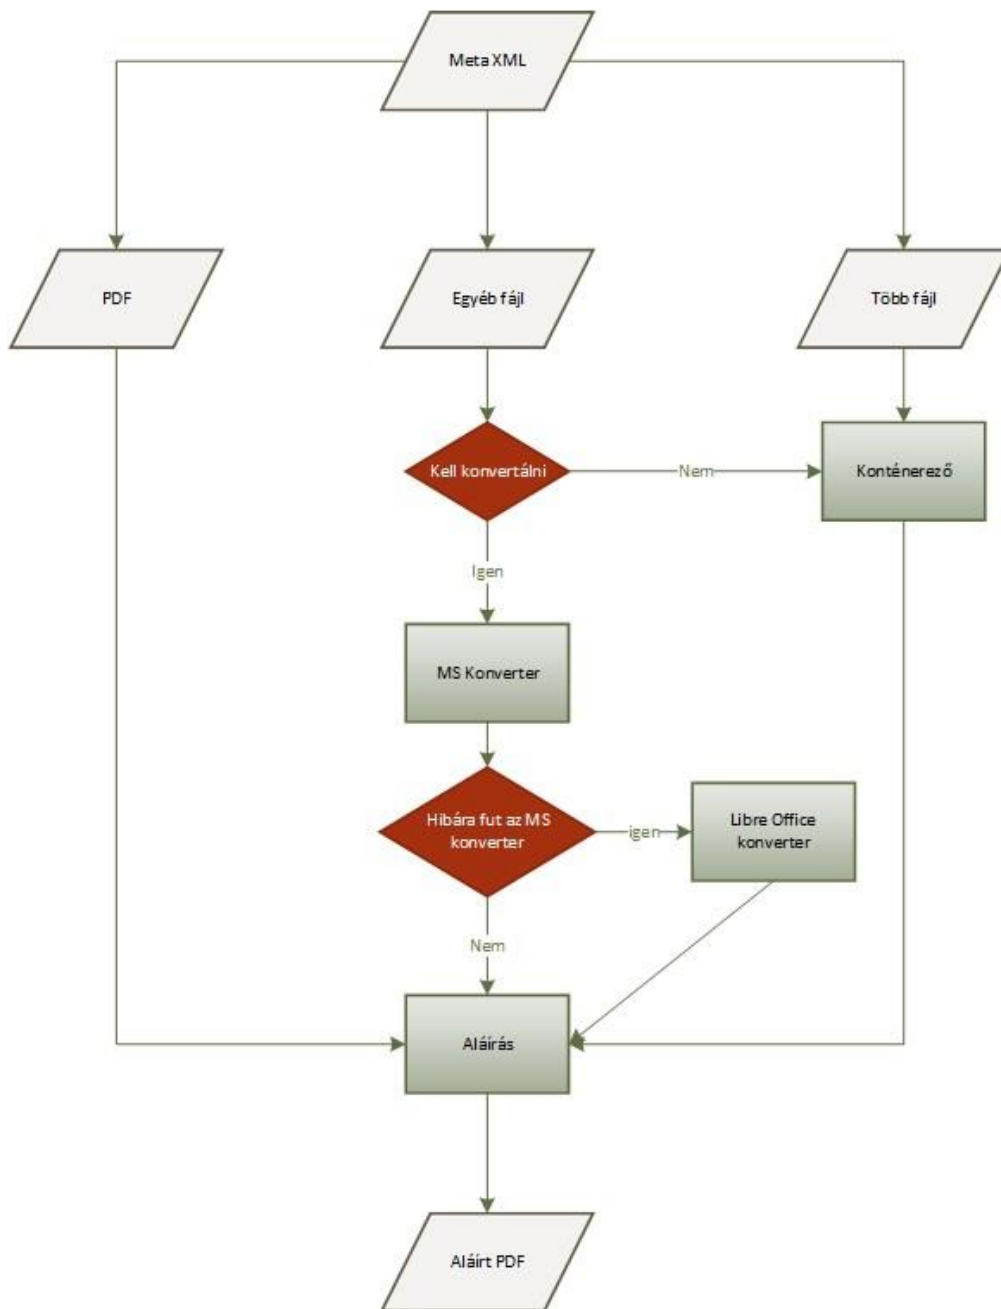 Meta XML
PDF
Egyéb fájl
Több fájl
Kell konvertálni
Nem
Konténerező
Igen
MS Konverter
Hibára fut az MS
konverter
igen
Libre Office
konverter
Nem
Aláírás
Aláírt PDF